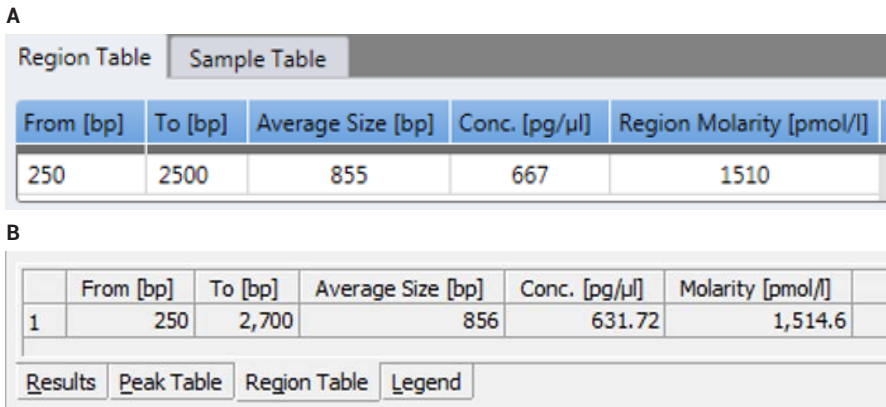 A
Region Table Sample Table
From [bp] To [bp] Average Size [bp] Conc. [pg/µl] Region Molarity [pmol/l]
250 2500 855 667 1510
B
From [bp] To [bp] Average Size [bp] Conc. [pg/µl] Molarity [pmol/l]
1 250 2,700 856 631.72 1,514.6
Results Peak Table Region Table Legend